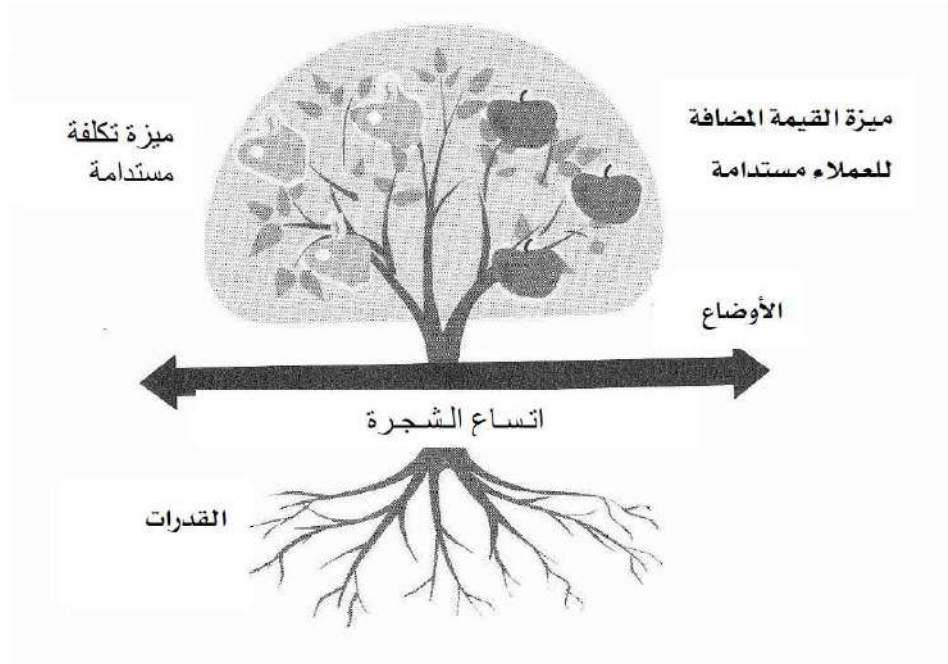 ميزة القيمة المضافة
للعملاء مستدامة
ميزة تكلفة
مستدامة
الأوضاع
اتساع الشجرة
القدرات